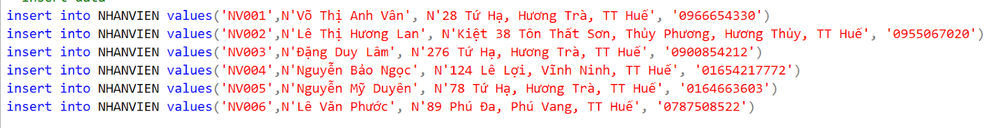 insert into NHANVIEN values('NV001',N'Võ Thị Anh Vân', N'28 Tứ Hạ, Hương Trà, TT Huế', '0966654330')
insert into NHANVIEN values('NV002',N'Lê Thị Hương Lan', N'Kiệt 38 Tôn Thất Sơn, Thủy Phương, Hương Thủy, TT Huế', '0955067020')
insert into NHANVIEN values('NV003',N'Đặng Duy Lâm', N'276 Tứ Hạ, Hương Trà, TT Huế', '0900854212')
insert into NHANVIEN values('NV004',N'Nguyễn Bảo Ngọc', N'124 Lê Lợi, Vĩnh Ninh, TT Huế', '01654217772')
insert into NHANVIEN values('NV005',N'Nguyễn Mỹ Duyên', N'78 Tứ Hạ, Hương Trà, TT Huế', '0164663603')
insert into NHANVIEN values('NV006',N'Lê Văn Phước', N'89 Phú Đa, Phú Vang, TT Huế', '0787508522')